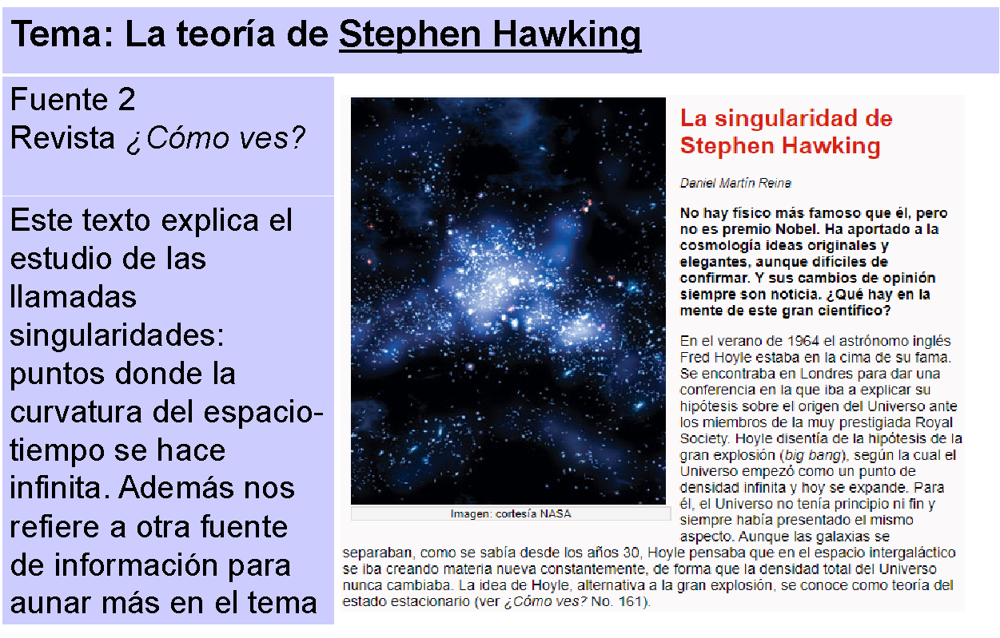 Tema: La teoría de Stephen Hawking
Fuente 2
Revista ¿Cómo ves?
Este texto explica el
estudio de las
llamadas
singularidades:
puntos donde la
curvatura del espacio-
tiempo se hace
infinita. Además nos
refiere a otra fuente
de información para
aunar más en el tema
La singularidad de
Stephen Hawking
Daniel Martín Reina
No hay físico más famoso que él, pero
no es premio Nobel. Ha aportado a la
cosmología ideas originales y
elegantes, aunque difíciles de
confirmar. Y sus cambios de opinión
siempre son noticia. ¿Qué hay en la
mente de este gran científico?
En el verano de 1964 el astrónomo inglés
Fred Hoyle estaba en la cima de su fama.
Se encontraba en Londres para dar una
conferencia en la que iba a explicar su
hipótesis sobre el origen del Universo ante
los miembros de la muy prestigiada Royal
Society. Hoyle disentía de la hipótesis de la
gran explosión (big bang), según la cual el
Universo empezó como un punto de
densidad infinita y hoy se expande. Para
él, el Universo no tenía principio ni fin y
siempre había presentado el mismo
aspecto. Aunque las galaxias se
separaban, como se sabía desde los años 30, Hoyle pensaba que en el espacio intergaláctico
se iba creando materia nueva constantemente, de forma que la densidad total del Universo
nunca cambiaba. La idea de Hoyle, alternativa a la gran explosión, se conoce como teoría del
estado estacionario (ver ¿Cómo ves? No. 161).
Imagen: cortesía NASA